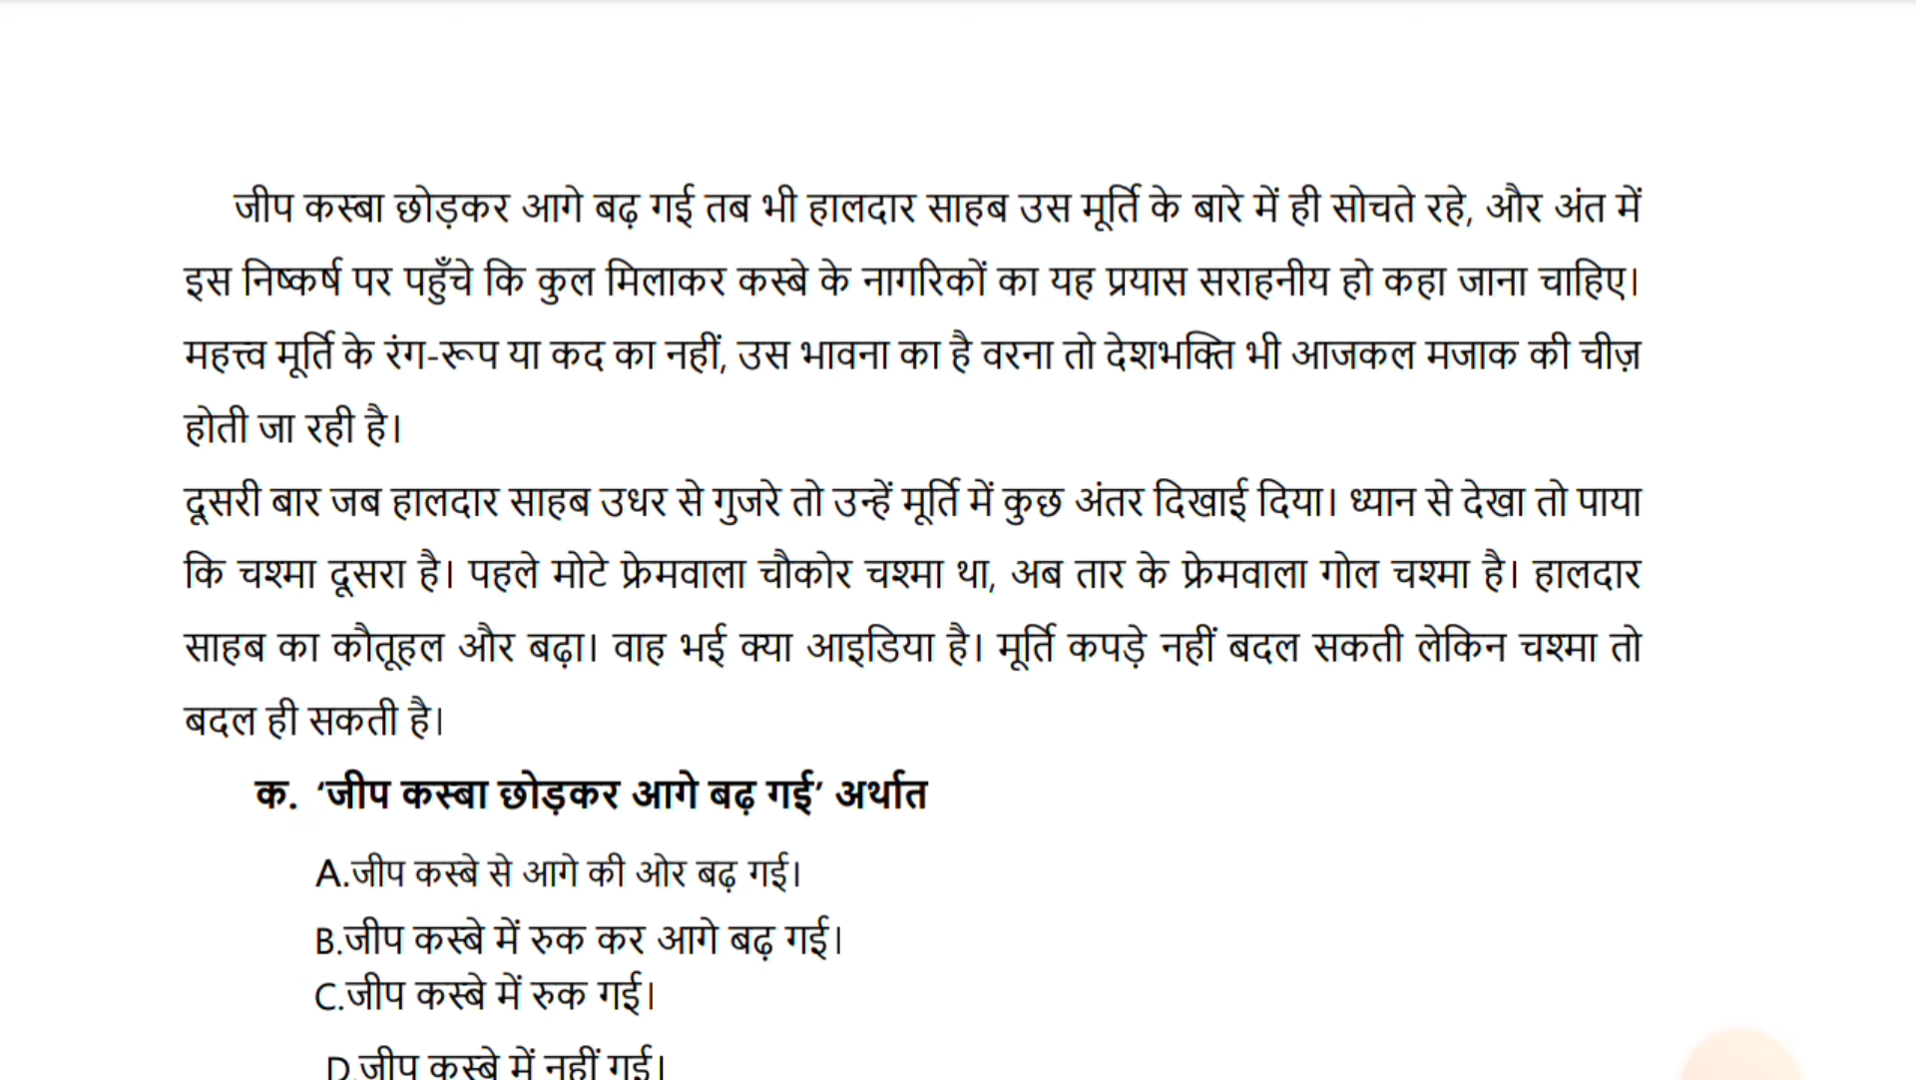 जीप कस्बा छोड़कर आगे बढ़ गई तब भी हालदार साहब उस मूर्ति के बारे में ही सोचते रहे, और अंत में
इस निष्कर्ष पर पहुँचे कि कुल मिलाकर कस्बे के नागरिकों का यह प्रयास सराहनीय हो कहा जाना चाहिए।
महत्त्व मूर्ति के रंग-रूप या कद का नहीं, उस भावना का है वरना तो देशभक्ति भी आजकल मजाक की चीज़
होती जा रही है।
दूसरी बार जब हालदार साहब उधर से गुजरे तो उन्हें मूर्ति में कुछ अंतर दिखाई दिया। ध्यान से देखा तो पाया
कि चश्मा दूसरा है। पहले मोटे फ्रेमवाला चौकोर चश्मा था, अब तार के फ्रेमवाला गोल चश्मा है। हालदार
साहब का कौतूहल और बढ़ा। वाह भई क्या आइडिया है। मूर्ति कपड़े नहीं बदल सकती लेकिन चश्मा तो
बदल ही सकती है।
क. ‘जीप कस्बा छोड़कर आगे बढ़ गई’ अर्थात
A.जीप कस्बे से आगे की ओर बढ़ गई।
B.जीप कस्बे में रुक कर आगे बढ़ गई।
C.जीप कस्बे में रुक गई।
D.जीप कस्बे में नहीं गई।